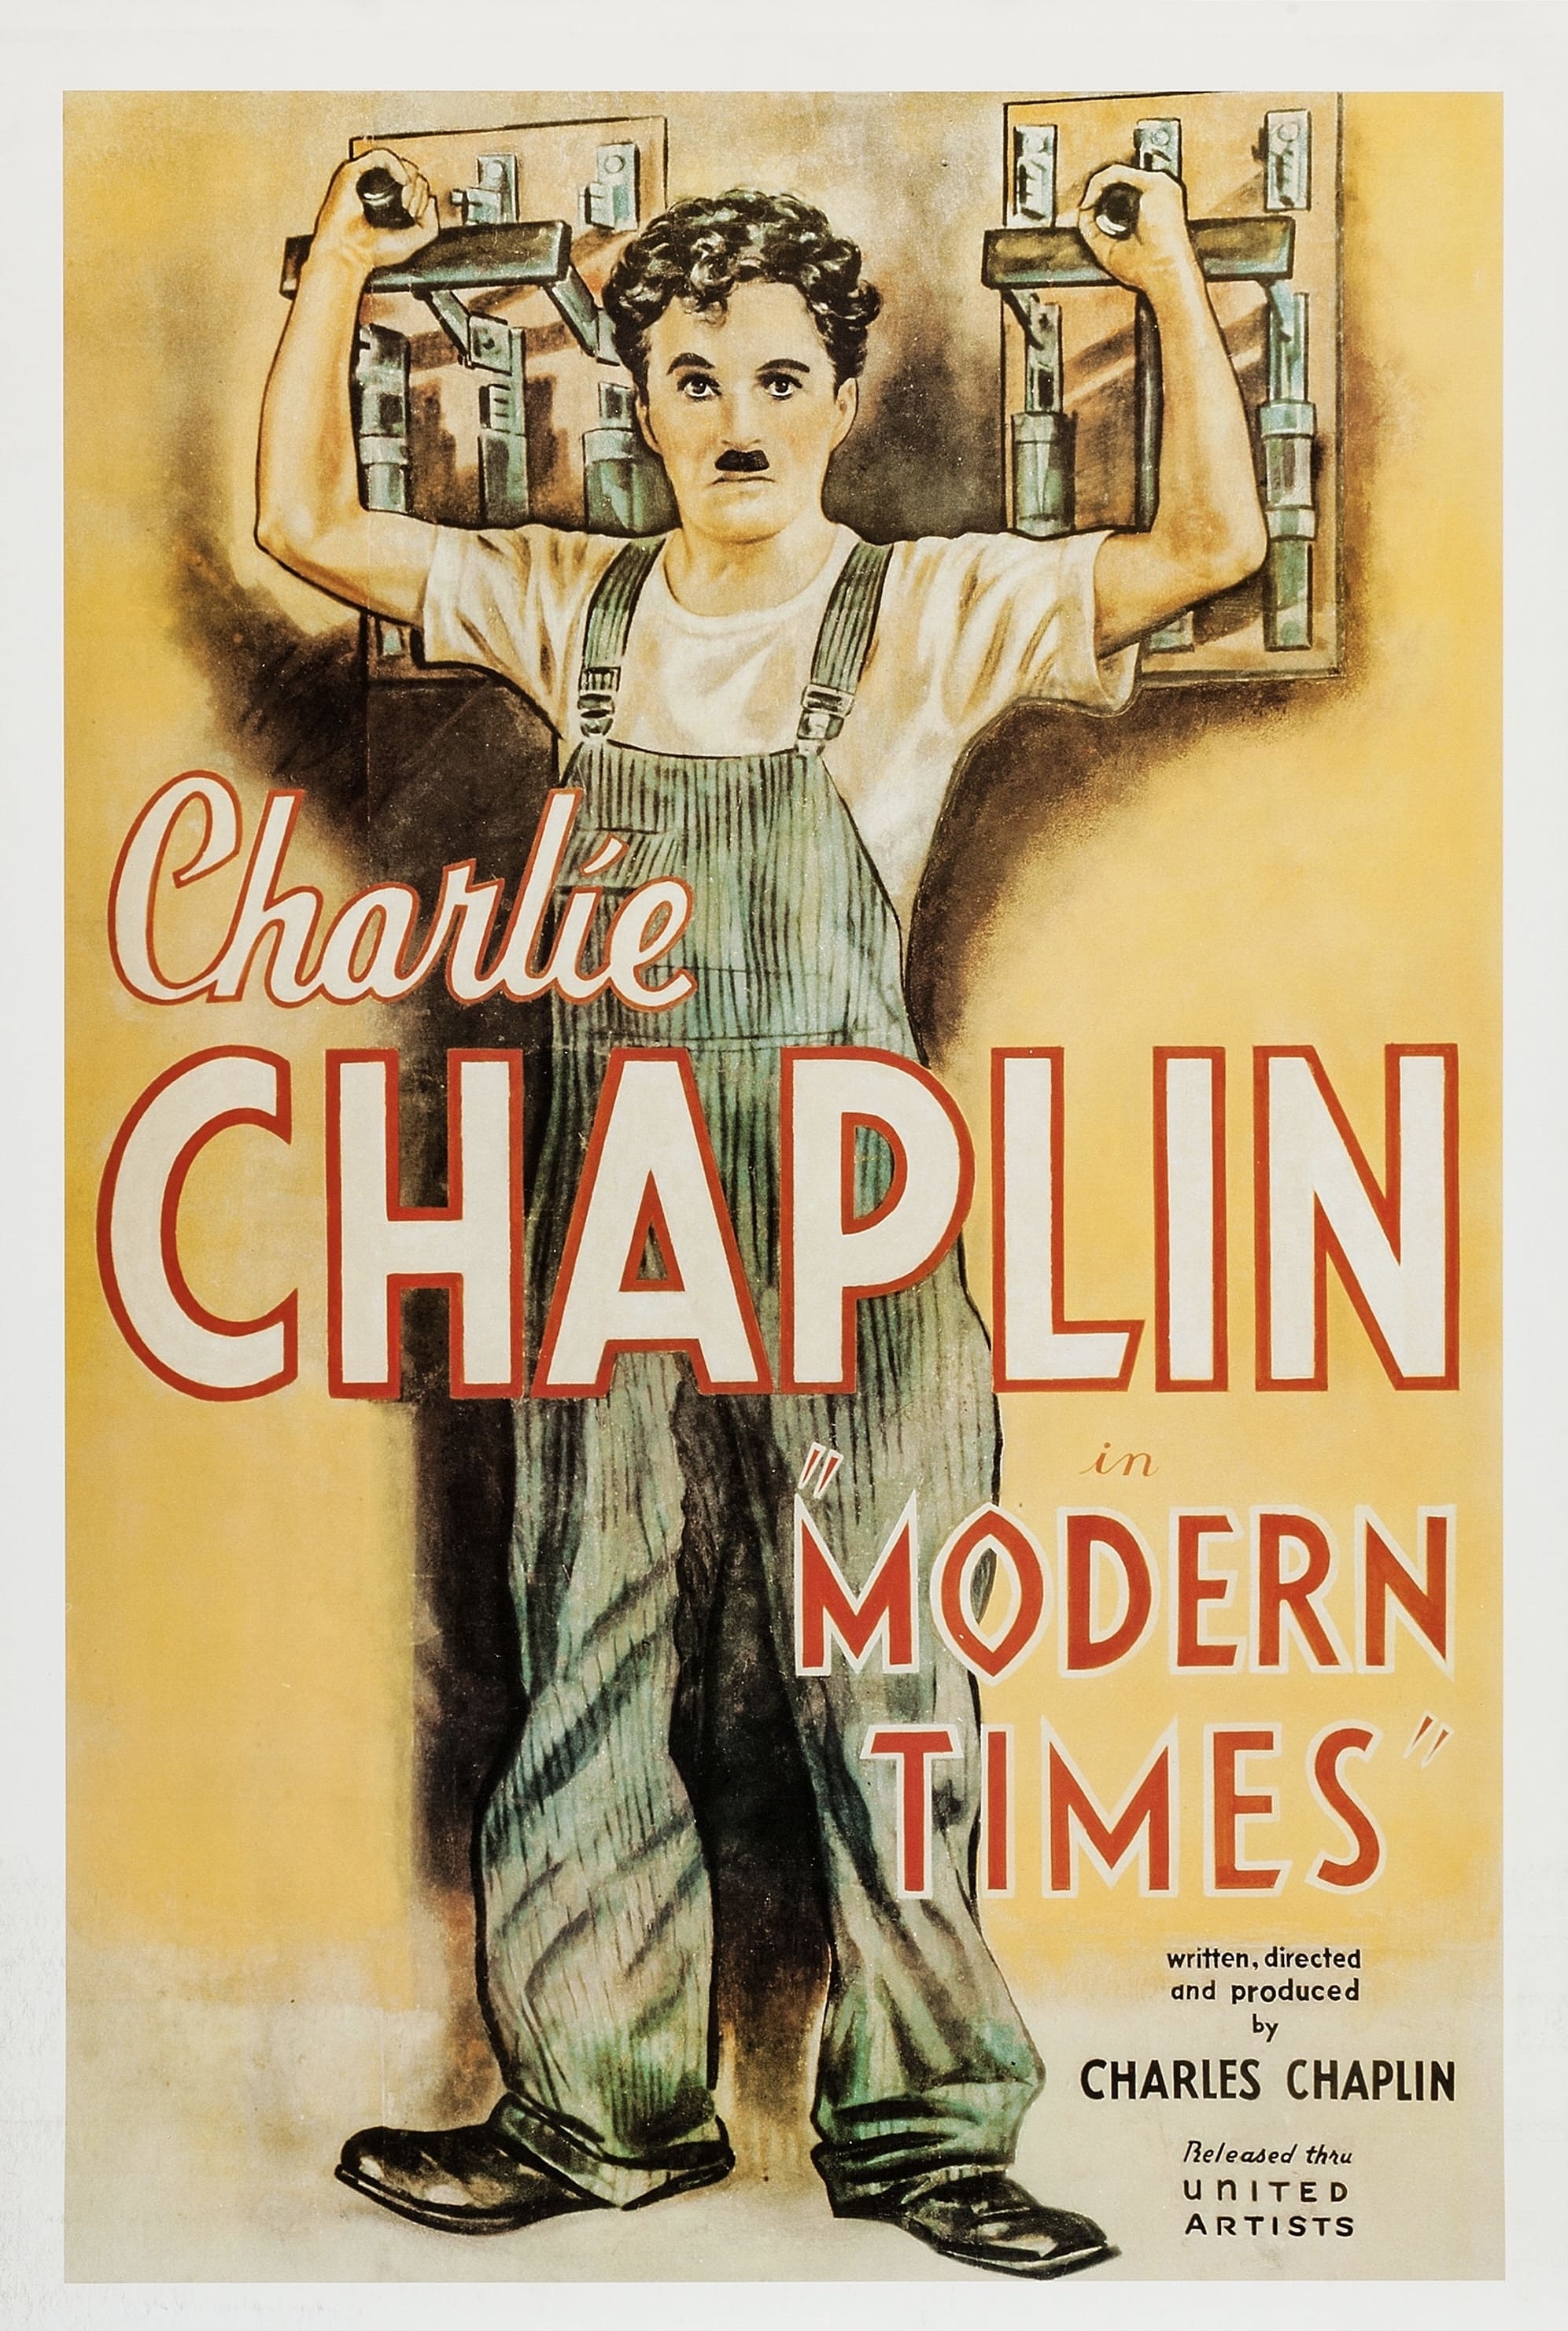 Charlie
CHAPLIN
in
"MODERN
TIMES"
written, directed
and produced
by
CHARLES CHAPLIN
Released thru
UNITED
ARTISTS